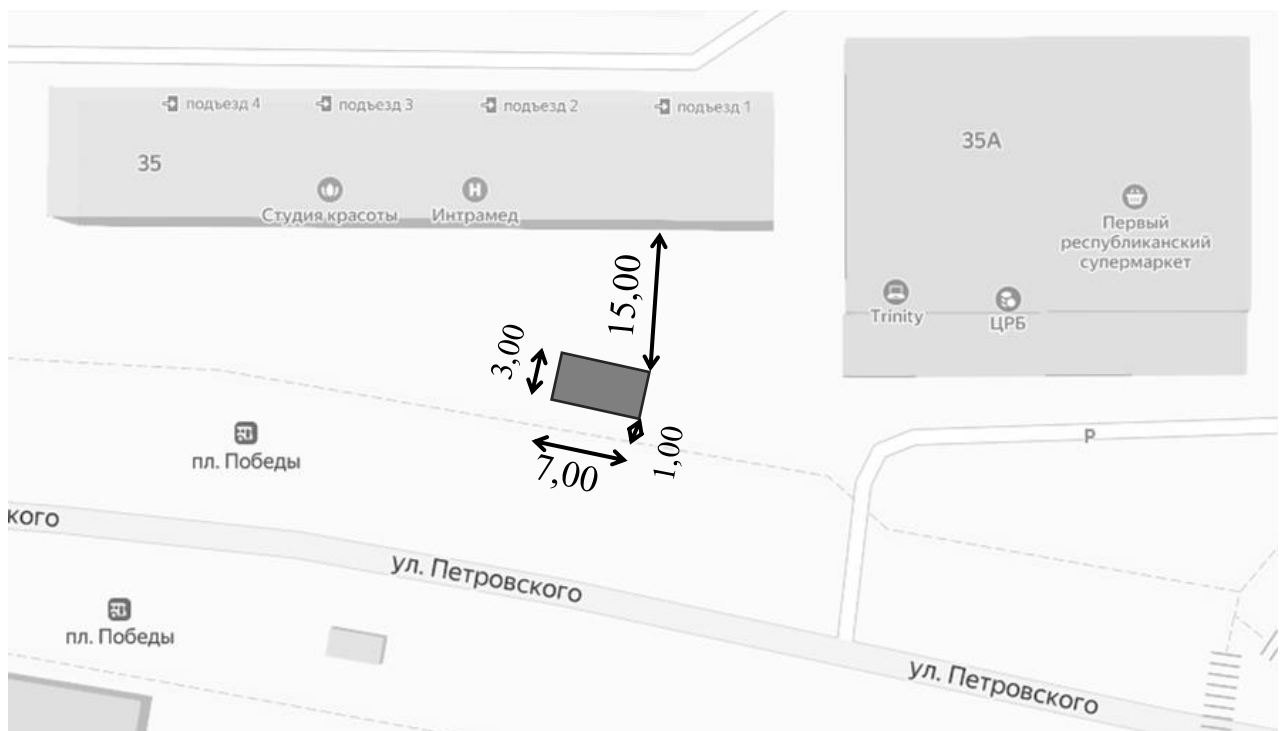 подъезд 4
подъезд 3
подъезд 2
подъезд 1
35
35А
Студия красоты
Интрамед
Первый
республиканский
супермаркет
Trinity
ЦРБ
15,00
3,00
7,00
1,00
пл. Победы
P
кого
ул. Петровского
пл. Победы
ул. Петровского